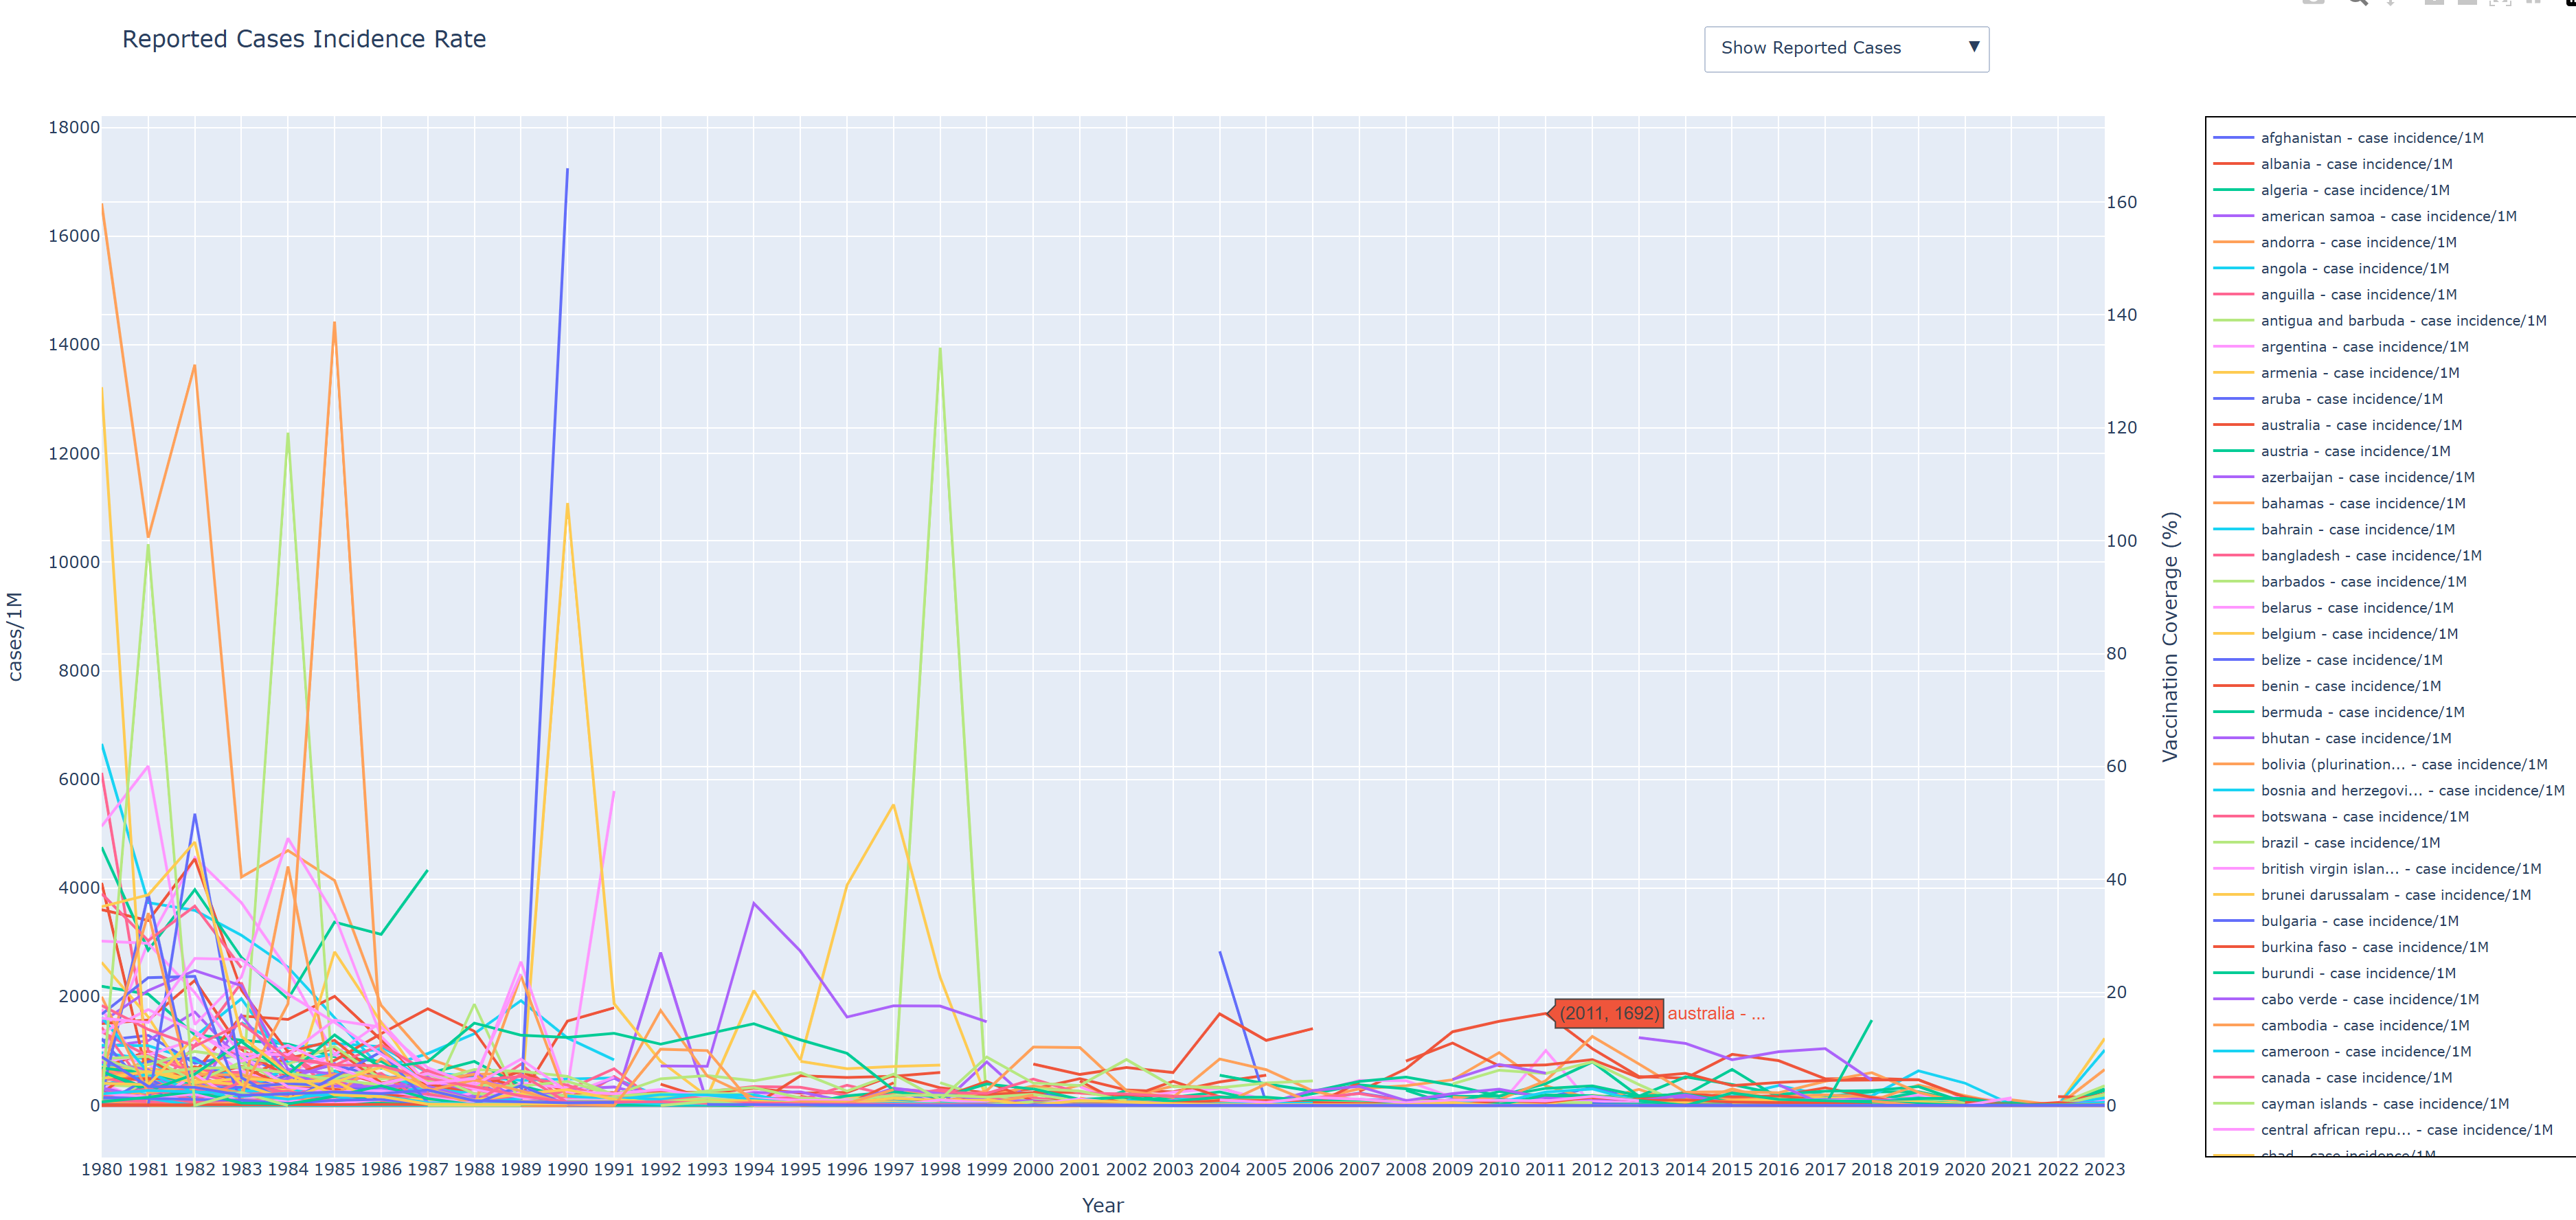 Reported Cases Incidence Rate
Show Reported Cases ▼
18000
16000
14000
12000
10000
8000
6000
4000
2000
0
cases/1M
160
140
120
100
80
60
40
20
0
Vaccination Coverage (%)
(2011, 1692) australia - ...
1980 1981 1982 1983 1984 1985 1986 1987 1988 1989 1990 1991 1992 1993 1994 1995 1996 1997 1998 1999 2000 2001 2002 2003 2004 2005 2006 2007 2008 2009 2010 2011 2012 2013 2014 2015 2016 2017 2018 2019 2020 2021 2022 2023
Year
afghanistan - case incidence/1M
albania - case incidence/1M
algeria - case incidence/1M
american samoa - case incidence/1M
andorra - case incidence/1M
angola - case incidence/1M
anguilla - case incidence/1M
antigua and barbuda - case incidence/1M
argentina - case incidence/1M
armenia - case incidence/1M
aruba - case incidence/1M
australia - case incidence/1M
austria - case incidence/1M
azerbaijan - case incidence/1M
bahamas - case incidence/1M
bahrain - case incidence/1M
bangladesh - case incidence/1M
barbados - case incidence/1M
belarus - case incidence/1M
belgium - case incidence/1M
belize - case incidence/1M
benin - case incidence/1M
bermuda - case incidence/1M
bhutan - case incidence/1M
bolivia (plurination... - case incidence/1M
bosnia and herzegovi... - case incidence/1M
botswana - case incidence/1M
brazil - case incidence/1M
british virgin islan... - case incidence/1M
brunei darussalam - case incidence/1M
bulgaria - case incidence/1M
burkina faso - case incidence/1M
burundi - case incidence/1M
cabo verde - case incidence/1M
cambodia - case incidence/1M
cameroon - case incidence/1M
canada - case incidence/1M
cayman islands - case incidence/1M
central african repu... - case incidence/1M
chad - case incidence/1M